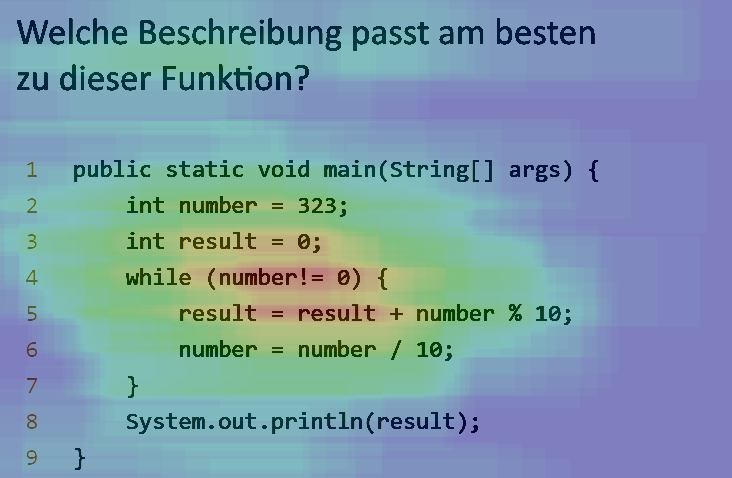 Welche Beschreibung passt am besten
zu dieser Funktion?
1 public static void main(String[] args) {
2 int number = 323;
3 int result = 0;
4 while (number!= 0) {
5 result = result + number % 10;
6 number = number / 10;
7 }
8 System.out.println(result);
9 }